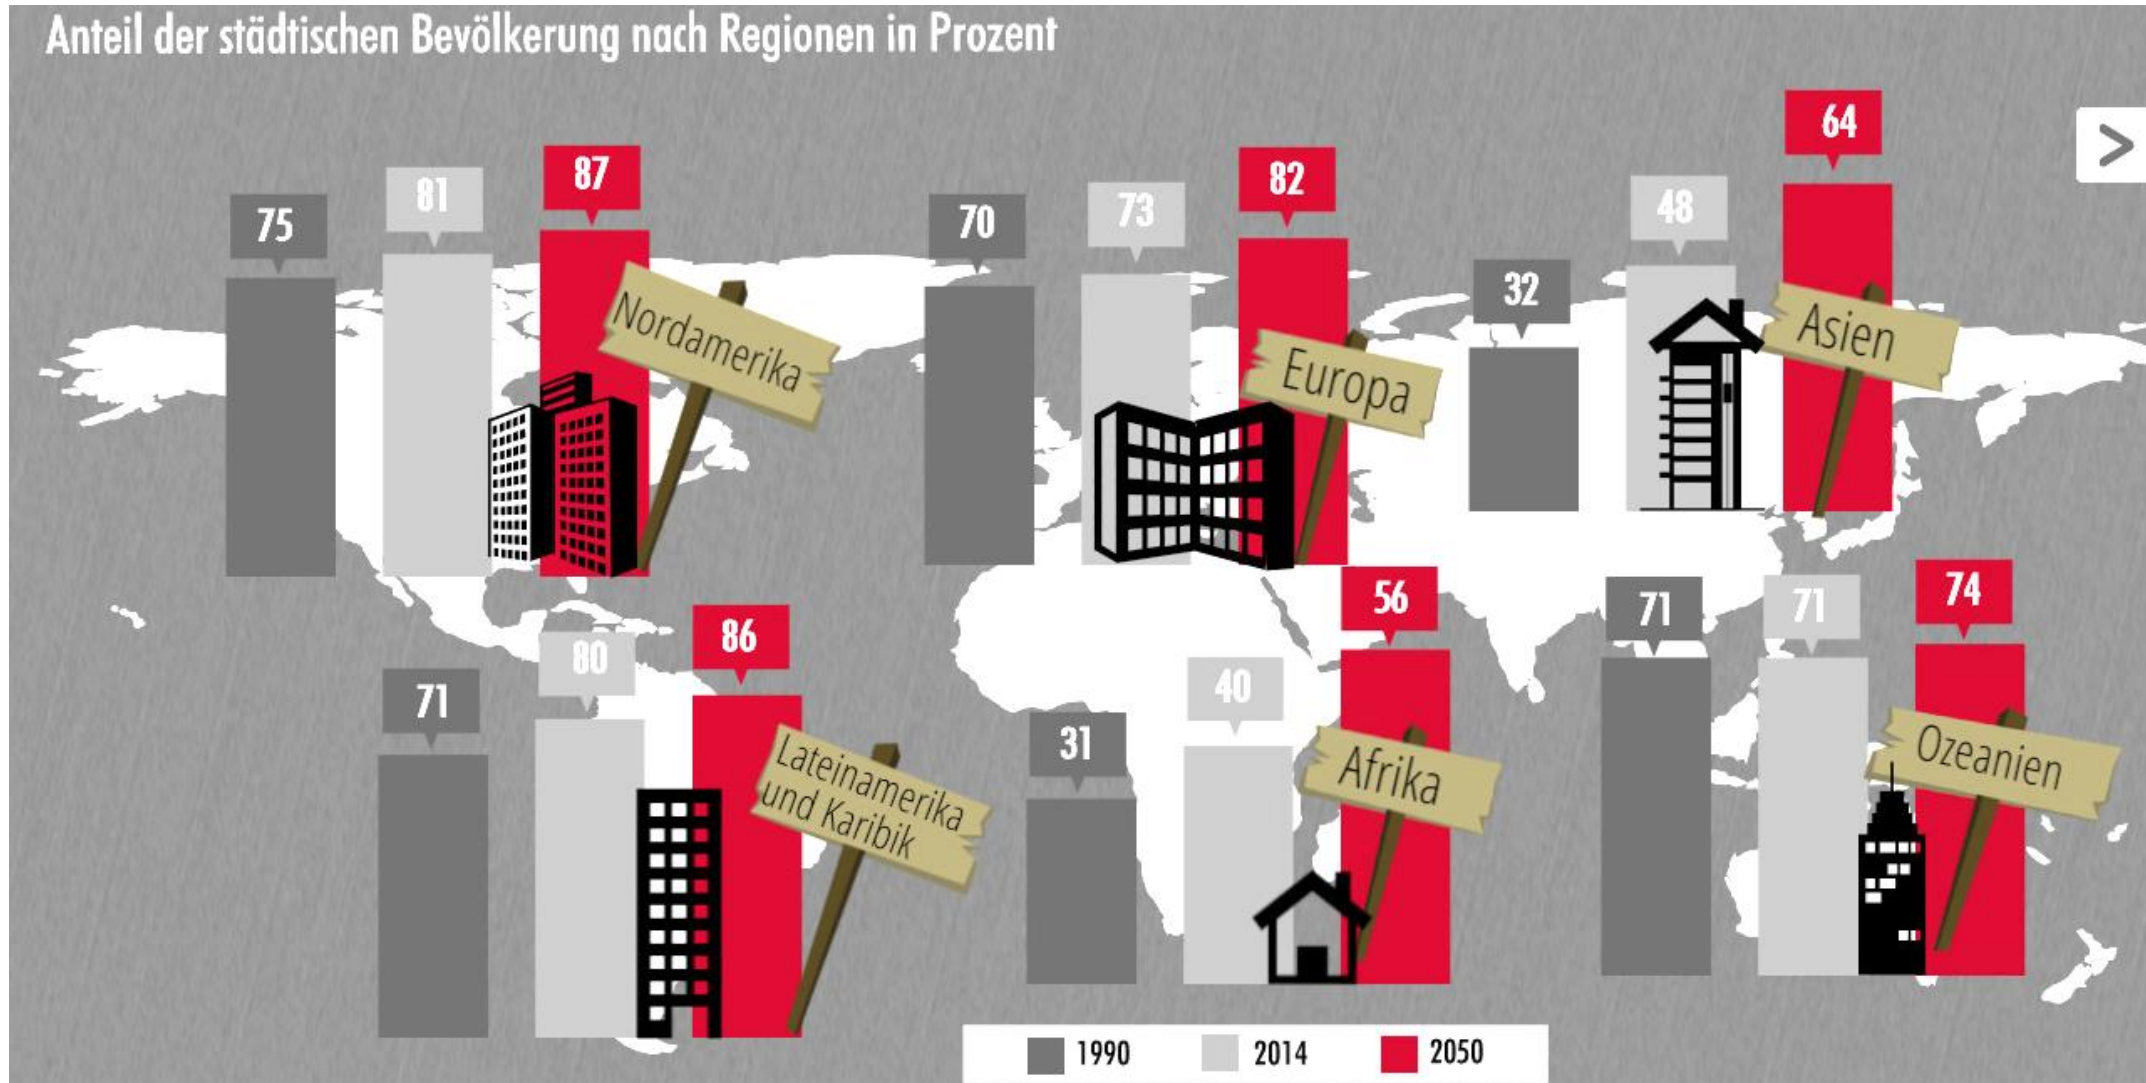 Anteil der städtischen Bevölkerung nach Regionen in Prozent
>
75
81
87
Nordamerika
70
73
82
Europa
32
48
64
Asien
71
80
86
Lateinamerika
und Karibik
31
40
56
Afrika
71
71
74
Ozeanien
1990
2014
2050